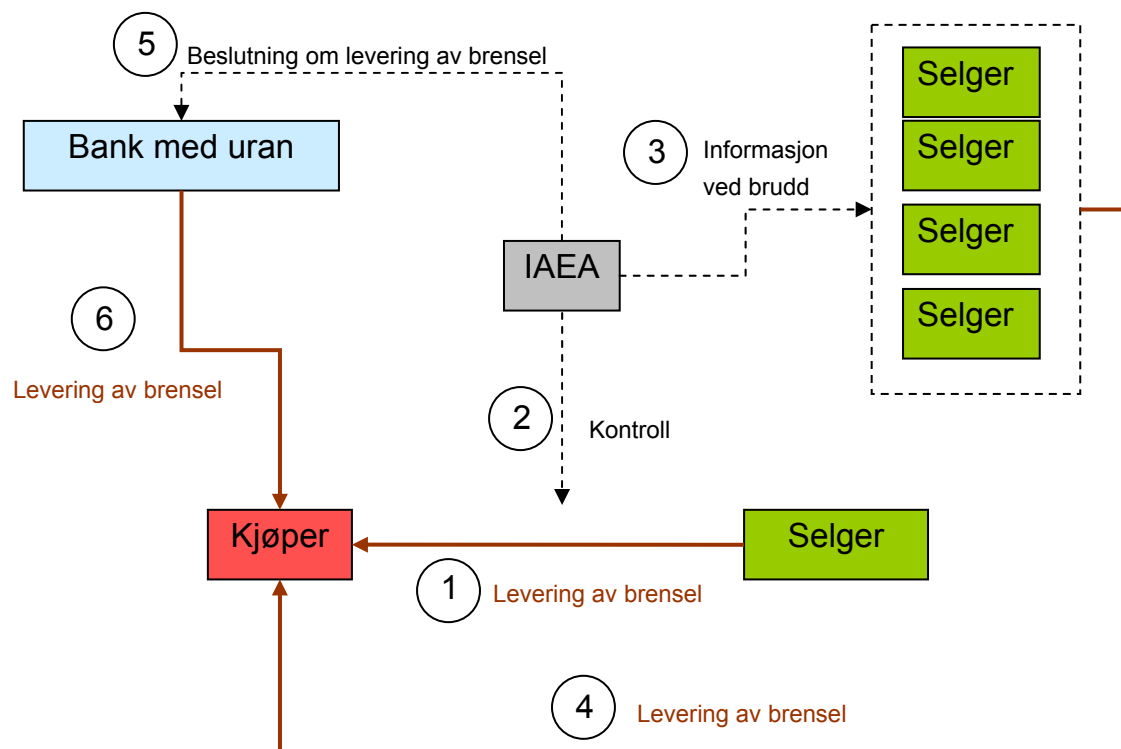 5
Beslutning om levering av brensel
Selger
Bank med uran
3
Informasjon
ved brudd
Selger
Selger
IAEA
Selger
6
Levering av brensel
2
Kontroll
Kjøper
Selger
1
Levering av brensel
4
Levering av brensel